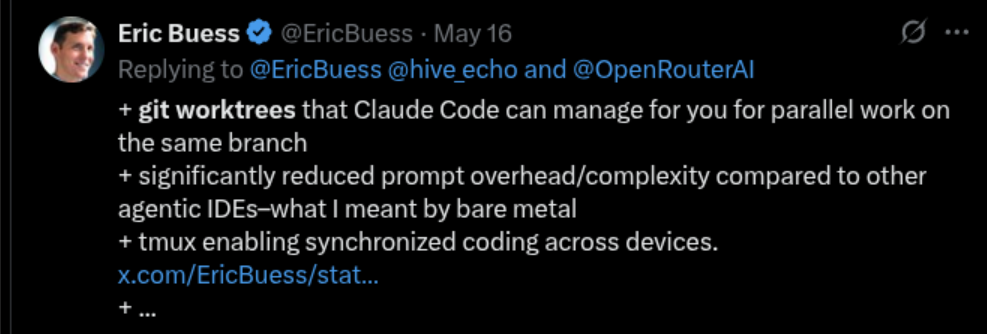 Eric Buess @EricBuess · May 16
Replying to @EricBuess @hive_echo and @OpenRouterAI
+ git worktrees that Claude Code can manage for you for parallel work on
the same branch
+ significantly reduced prompt overhead/complexity compared to other
agentic IDEs–what I meant by bare metal
+ tmux enabling synchronized coding across devices.
x.com/EricBuess/stat…
+ ...